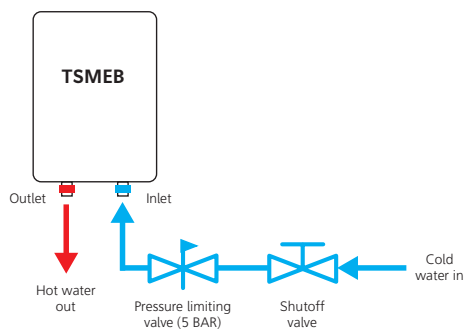 TSMEB
Outlet
Inlet
Cold
water in
Hot water
out
Pressure limiting
valve (5 BAR)
Shutoff
valve